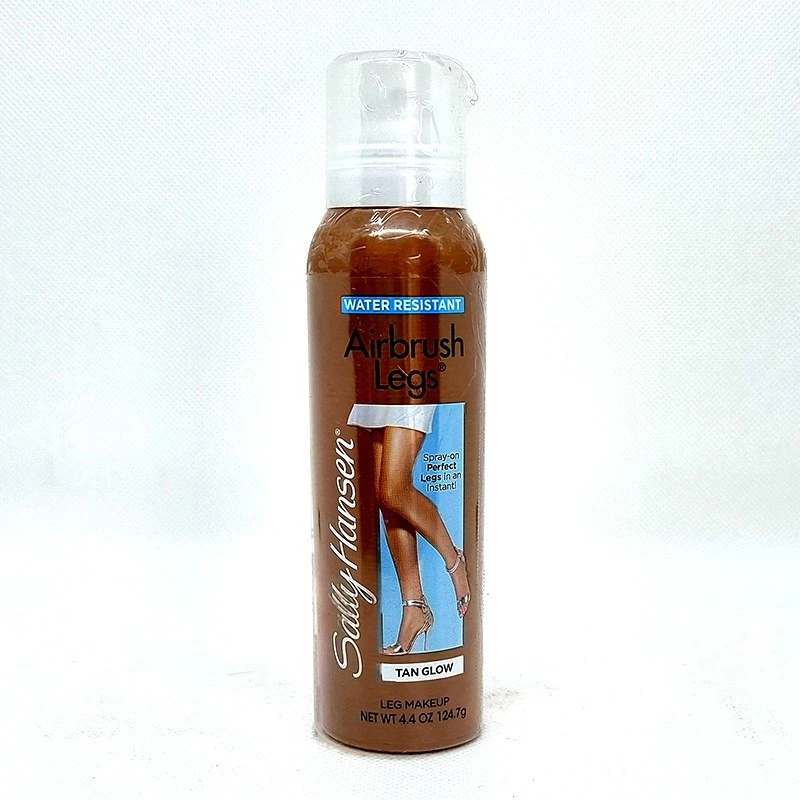 WATER RESISTANT
Airbrush
Legs®
Spray-on
Perfect
Legs in an
Instant!
Sally Hansen®
TAN GLOW
LEG MAKEUP
NET WT 4.4 OZ 124.7g